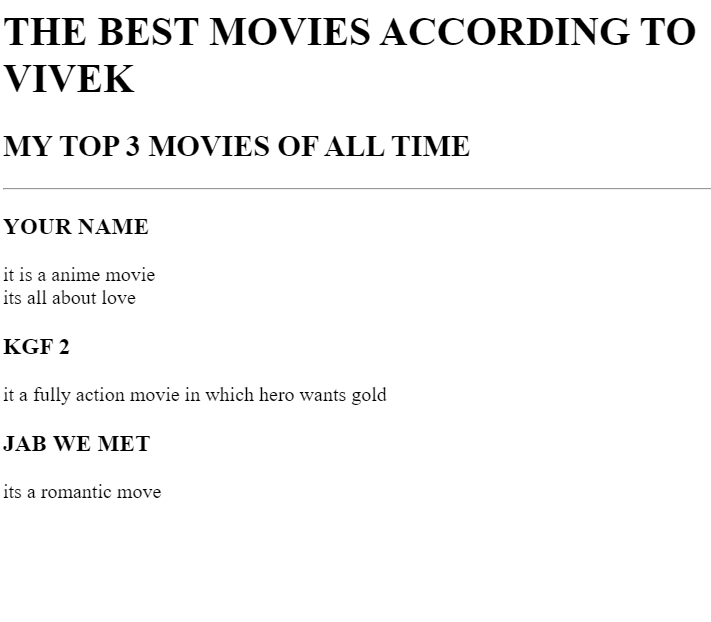 THE BEST MOVIES ACCORDING TO
VIVEK
MY TOP 3 MOVIES OF ALL TIME
YOUR NAME
it is a anime movie
its all about love
KGF 2
it a fully action movie in which hero wants gold
JAB WE MET
its a romantic move